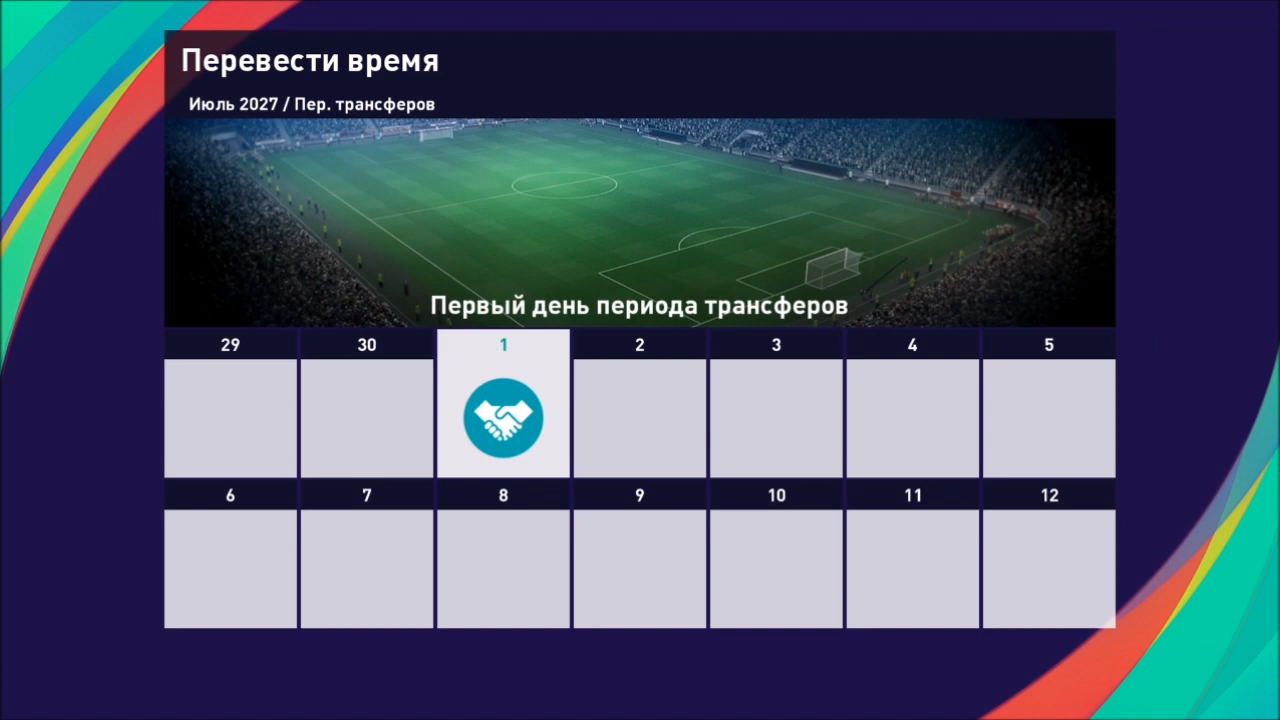 Перевести время
Июль 2027 / Пер. трансферов
Первый день периода трансферов
29 30 1 2 3 4 5
6 7 8 9 10 11 12